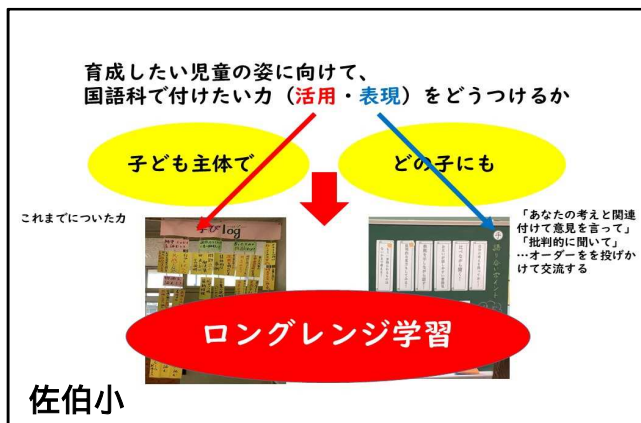 育成したい児童の姿に向けて、
国語科で付けたい力（活用・表現）をどうつけるか
子ども主体で
どの子にも
これまでについた力
学びlog
「あなたの考えと関連
付けて意見を言って」
「批判的に聞いて」
…オーダーをを投げか
けて交流する
ロングレンジ学習
佐伯小